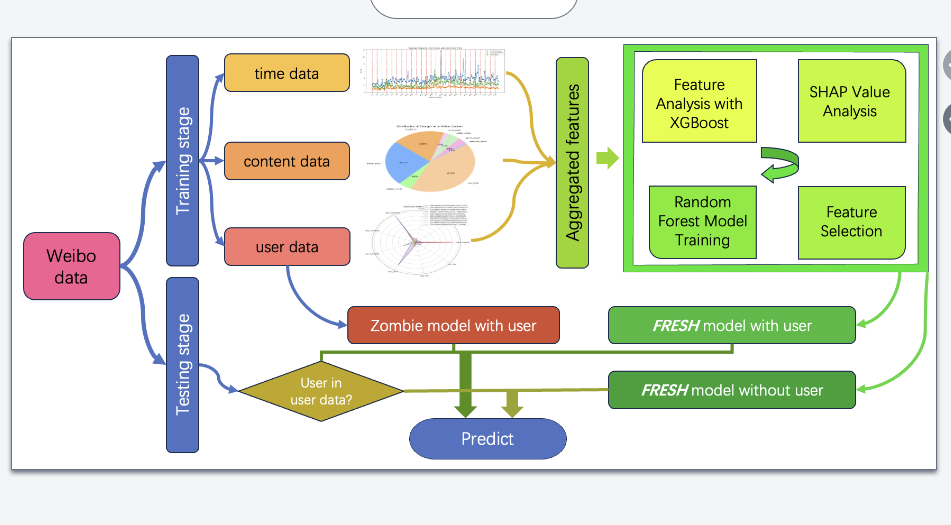 Weibo
data
Training stage
Testing stage
time data
content data
user data
Aggregated features
Feature
Analysis with
XGBoost
SHAP Value
Analysis
Random
Forest Model
Training
Feature
Selection
Zombie model with user
FRESH model with user
User in
user data?
FRESH model without user
Predict